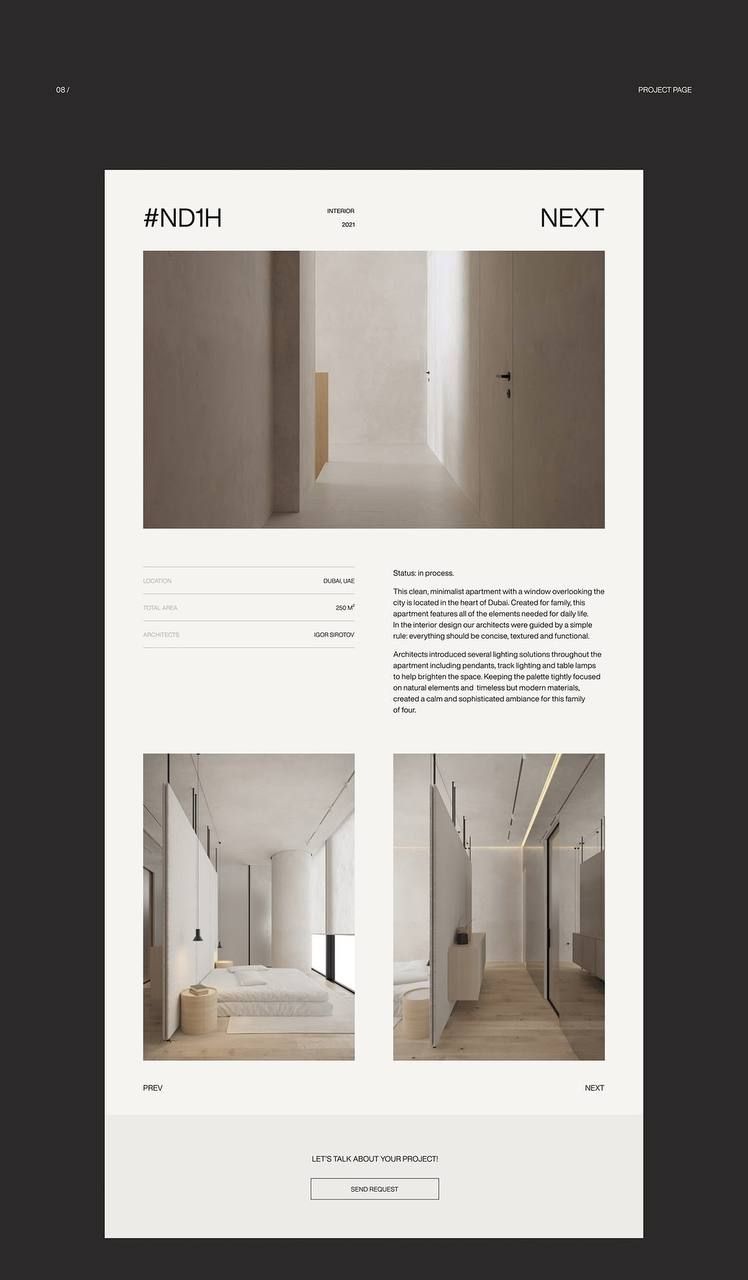 08 /
PROJECT PAGE
#ND1H
INTERIOR
2021
NEXT
LOCATION
DUBAI, UAE
TOTAL AREA
250 M²
ARCHITECTS
IGOR SIROTOV
Status: in process.
This clean, minimalist apartment with a window overlooking the
city is located in the heart of Dubai. Created for family, this
apartment features all of the elements needed for daily life.
In the interior design our architects were guided by a simple
rule: everything should be concise, textured and functional.
Architects introduced several lighting solutions throughout the
apartment including pendants, track lighting and table lamps
to help brighten the space. Keeping the palette tightly focused
on natural elements and timeless but modern materials,
created a calm and sophisticated ambiance for this family
of four.
PREV
NEXT
LET'S TALK ABOUT YOUR PROJECT!
SEND REQUEST